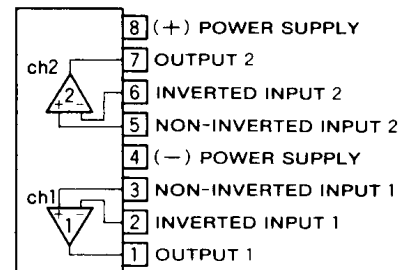 8 (+) POWER SUPPLY
7 OUTPUT 2
ch2
2
6 INVERTED INPUT 2
+ −
5 NON-INVERTED INPUT 2
4 (−) POWER SUPPLY
3 NON-INVERTED INPUT 1
ch1
+ −
2 INVERTED INPUT 1
1
1 OUTPUT 1